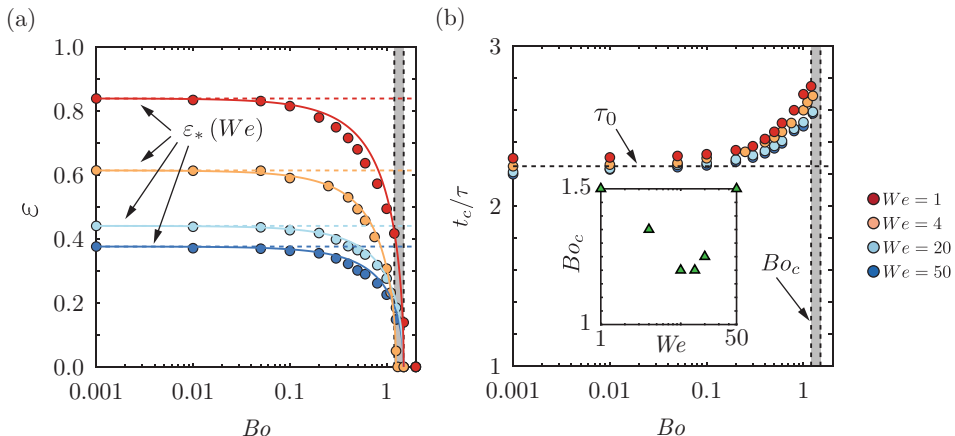 (a)
1.0
0.8
0.6
0.4
0.2
0.0
ε
ε* (We)
0.001
0.01
0.1
1
Bo
(b)
3
2
1
t_c/τ
τ_0
1.5
Bo_c
1
1
We
50
Bo_c
0.001
0.01
0.1
1
Bo
We = 1
We = 4
We = 20
We = 50